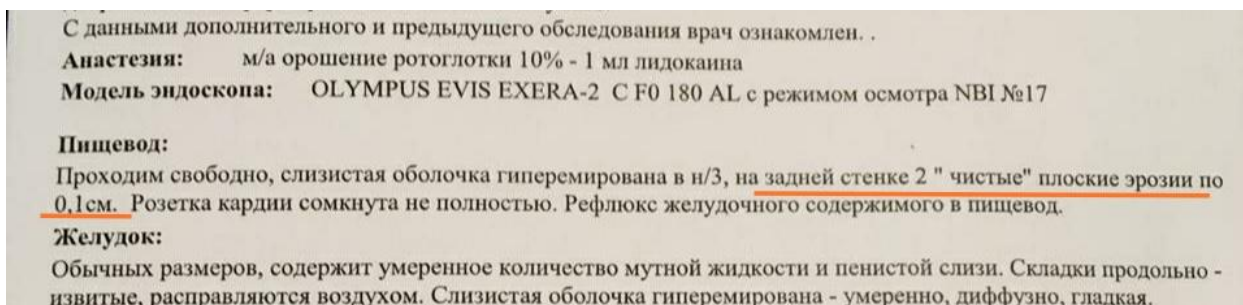 С данными дополнительного и предыдущего обследования врач ознакомлен. .
Анастезия: м/а орошение ротоглотки 10% - 1 мл лидокаина
Модель эндоскопа: OLYMPUS EVIS EXERA-2 C F0 180 AL с режимом осмотра NBI №17
Пищевод:
Проходим свободно, слизистая оболочка гиперемирована в н/3, на задней стенке 2 " чистые" плоские эрозии по
0,1см. Розетка кардии сомкнута не полностью. Рефлюкс желудочного содержимого в пищевод.
Желудок:
Обычных размеров, содержит умеренное количество мутной жидкости и пенистой слизи. Складки продольно -
извитые, расправляются воздухом. Слизистая оболочка гиперемирована - умеренно, диффузно, гладкая.